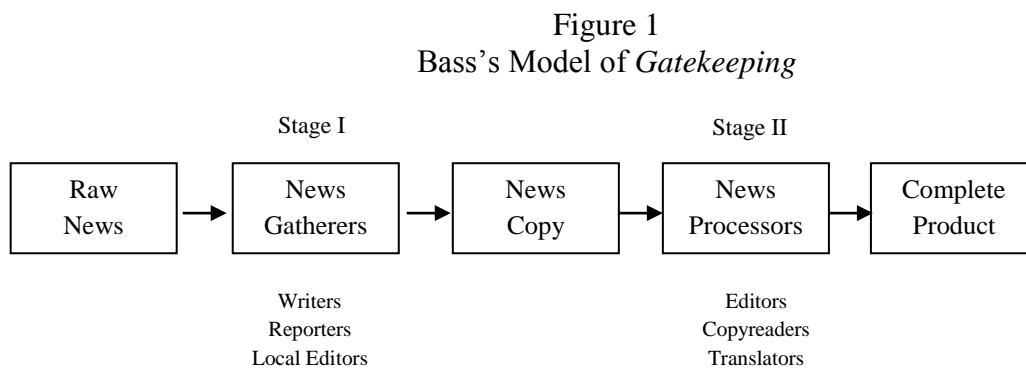 Figure 1
Bass's Model of Gatekeeping
Stage I
Stage II
Raw
News
News
Gatherers
News
Copy
News
Processors
Complete
Product
Writers
Reporters
Local Editors
Editors
Copyreaders
Translators